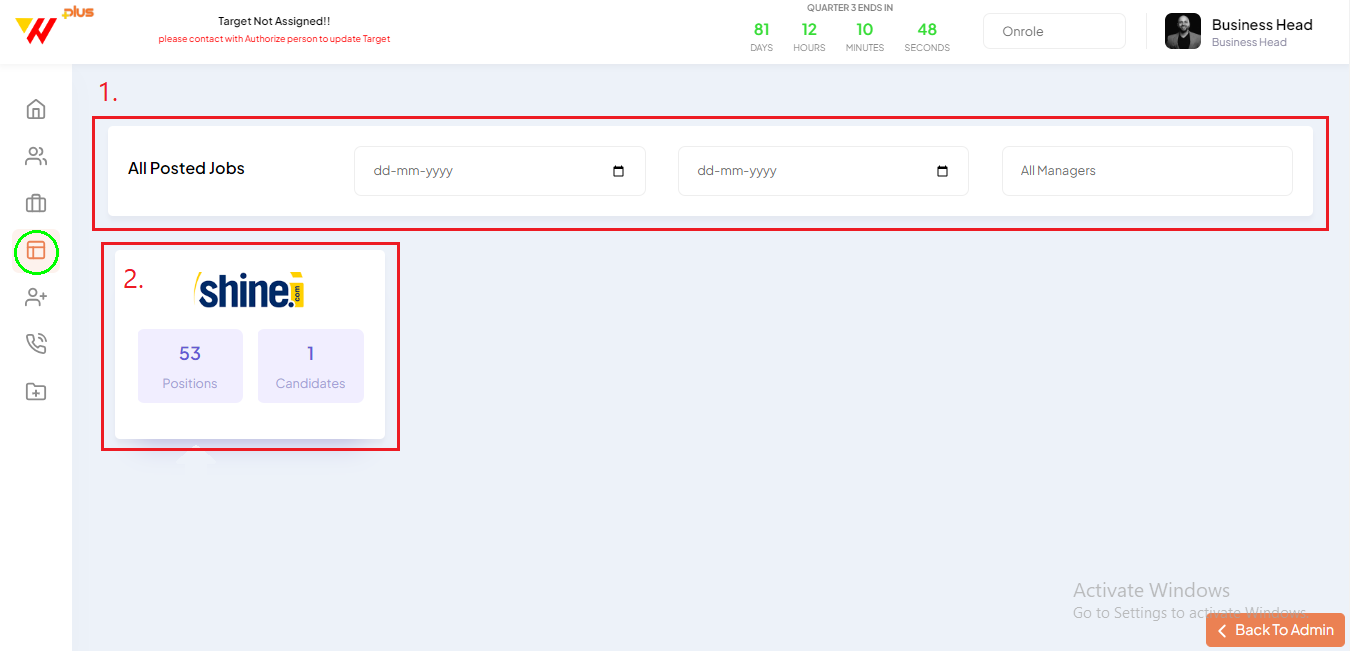 plus
Target Not Assigned!!
please contact with Authorize person to update Target
QUARTER 3 ENDS IN
81 12 10 48
DAYS HOURS MINUTES SECONDS
Onrole
Business Head
Business Head
1.
All Posted Jobs
dd-mm-yyyy
dd-mm-yyyy
All Managers
2.
shine.com
53
Positions
1
Candidates
Activate Windows
Go to Settings to activate Windows.
Back To Admin